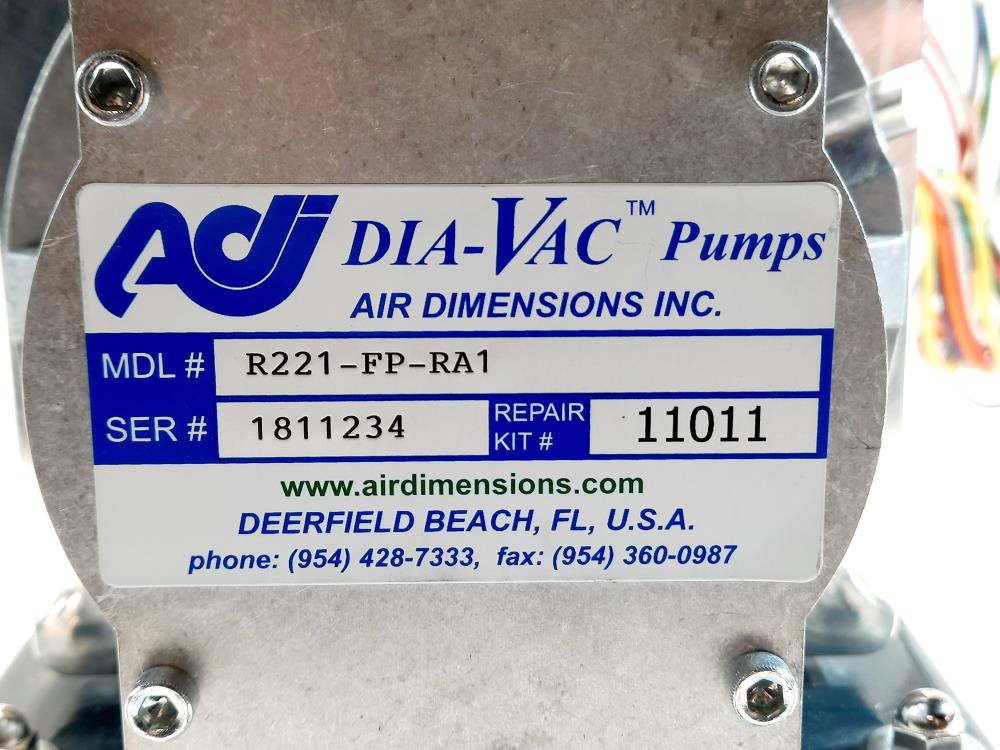 Adi DIA-VAC™ Pumps
AIR DIMENSIONS INC.
MDL # R221-FP-RA1
SER # 1811234 REPAIR KIT # 11011
www.airdimensions.com
DEERFIELD BEACH, FL, U.S.A.
phone: (954) 428-7333, fax: (954) 360-0987